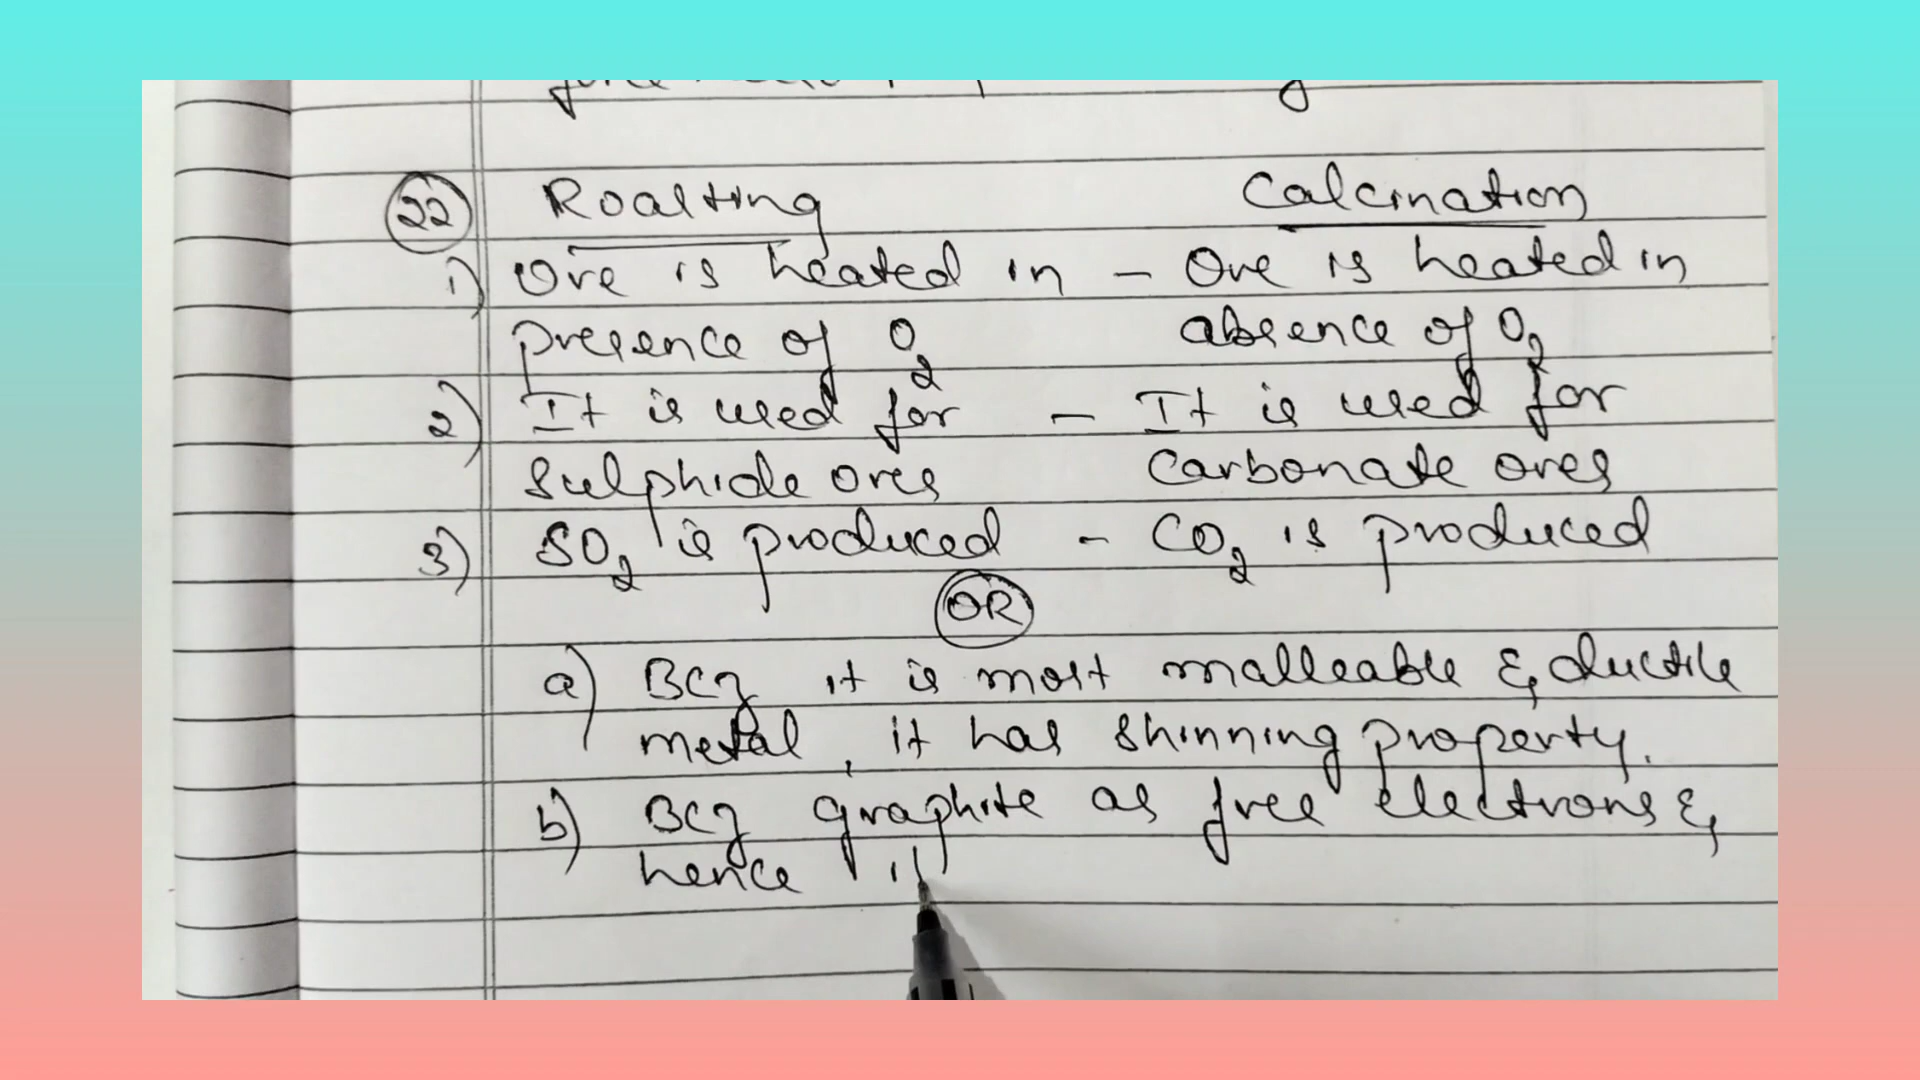 22 Roasting Calcination
1) Ore is heated in - Ore is heated in
presence of O2 absence of O2
2) It is used for - It is used for
Sulphide ores Carbonate ores
3) SO2 is produced - CO2 is produced
OR
a) Bcz it is most malleable & ductile
metal, it has shinning property.
b) Bcz graphite as free electrons &
hence